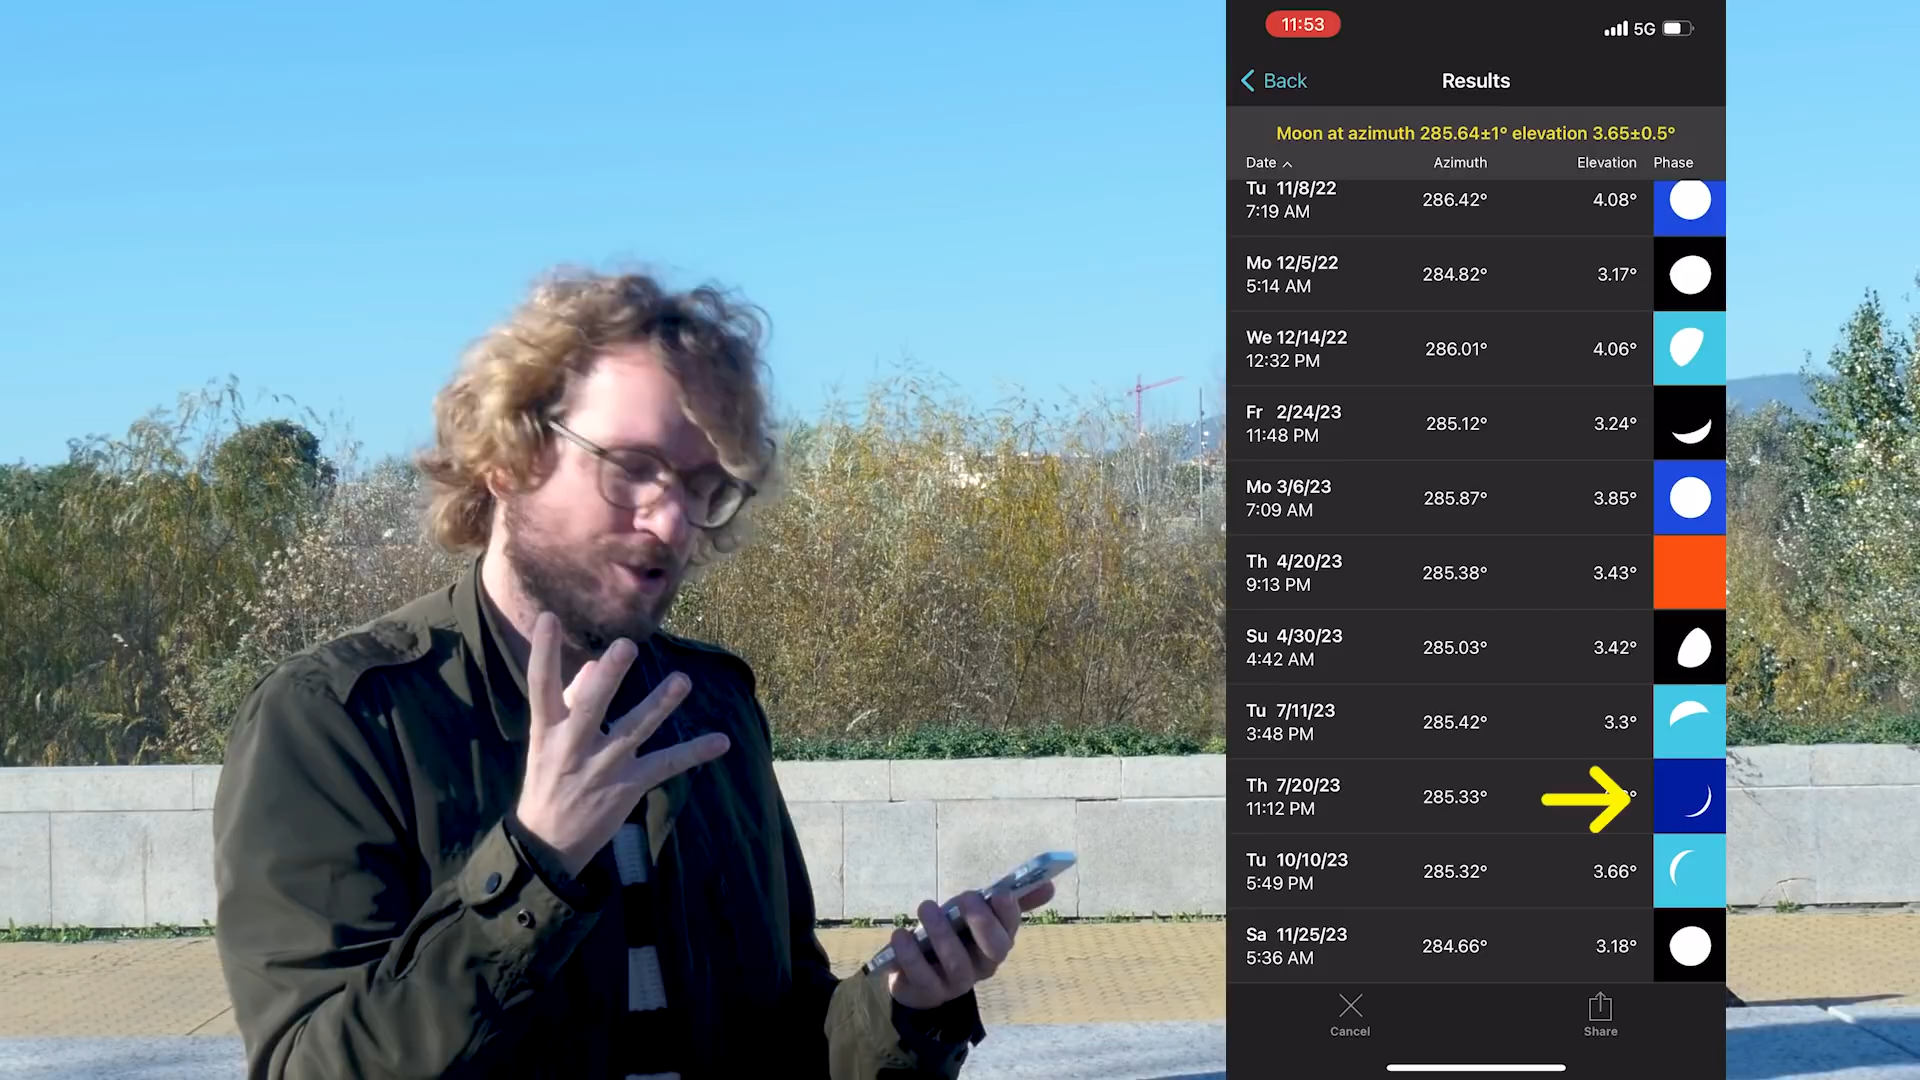 11:53
5G
Back
Results
Moon at azimuth 285.64±1° elevation 3.65±0.5°
Date Azimuth Elevation Phase
Tu 11/8/22
7:19 AM
286.42° 4.08°
Mo 12/5/22
5:14 AM
284.82° 3.17°
We 12/14/22
12:32 PM
286.01° 4.06°
Fr 2/24/23
11:48 PM
285.12° 3.24°
Mo 3/6/23
7:09 AM
285.87° 3.85°
Th 4/20/23
9:13 PM
285.38° 3.43°
Su 4/30/23
4:42 AM
285.03° 3.42°
Tu 7/11/23
3:48 PM
285.42° 3.3°
Th 7/20/23
11:12 PM
285.33°
Tu 10/10/23
5:49 PM
285.32° 3.66°
Sa 11/25/23
5:36 AM
284.66° 3.18°
Cancel
Share